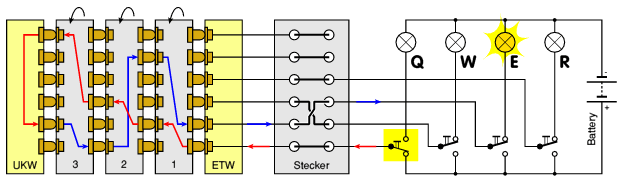 Q W E R
Battery
- +
UKW 3 2 1 ETW Stecker